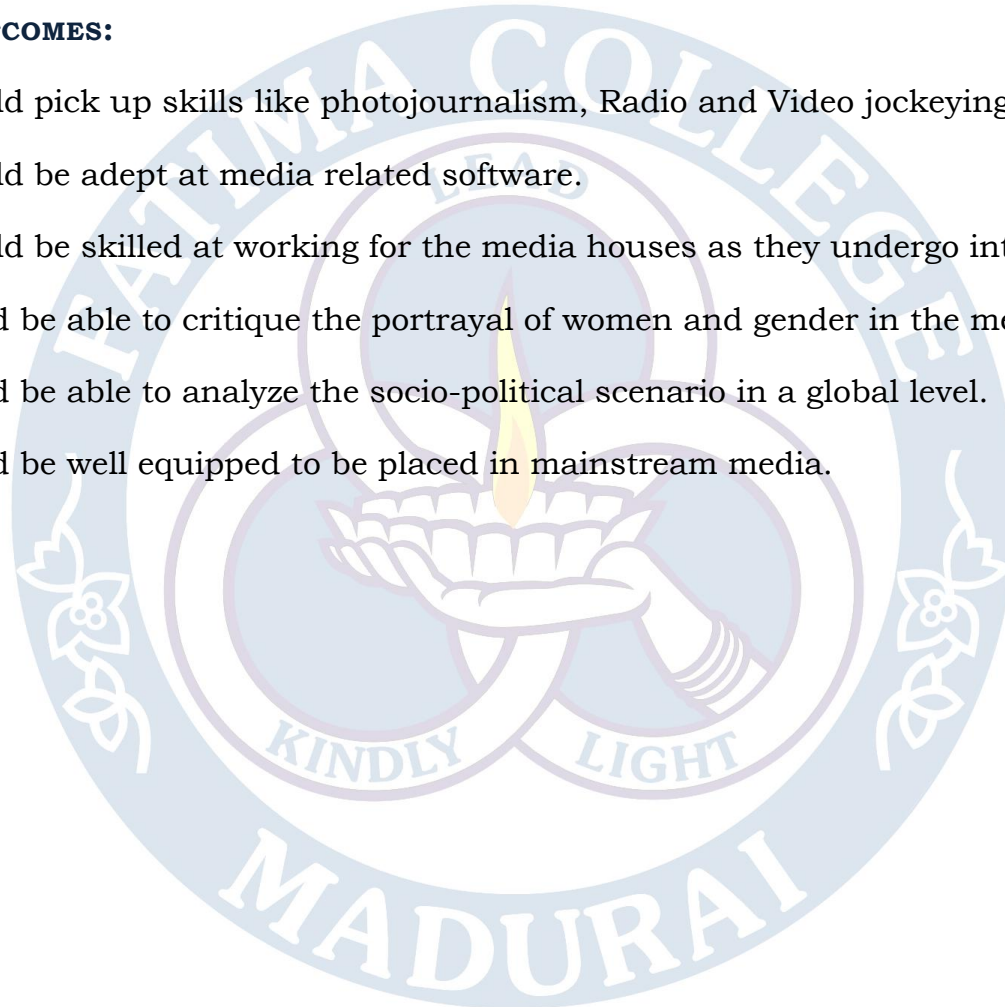 COMES:
ld pick up skills like photojournalism, Radio and Video jockeying
ld be adept at media related software.
ld be skilled at working for the media houses as they undergo int
d be able to critique the portrayal of women and gender in the me
d be able to analyze the socio-political scenario in a global level.
d be well equipped to be placed in mainstream media.
FATIMA COLLEGE
LEAD
KINDLY LIGHT
MADURAI